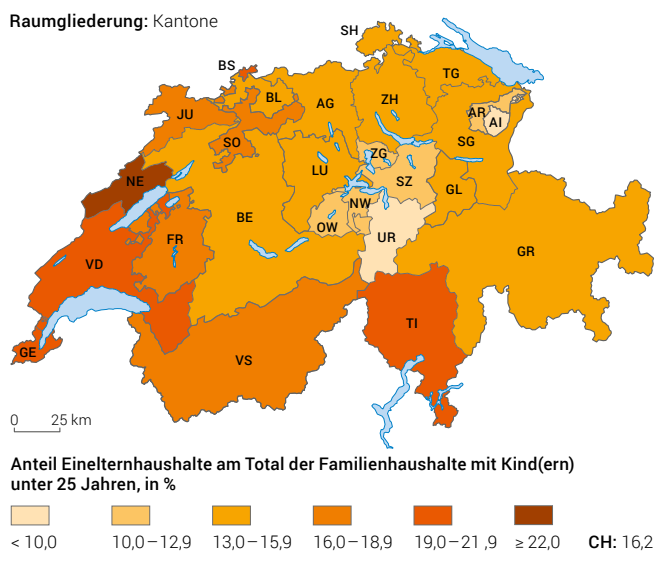 Raumgliederung: Kantone
SH
BS
TG
BL
AG
ZH
JU
AR
AI
SO
SG
ZG
LU
NE
SZ
GL
NW
BE
OW
UR
FR
GR
VD
TI
GE
VS
0 25 km
Anteil Einelternhaushalte am Total der Familienhaushalte mit Kind(ern)
unter 25 Jahren, in %
< 10,0 10,0–12,9 13,0–15,9 16,0–18,9 19,0–21,9 ≥ 22,0 CH: 16,2